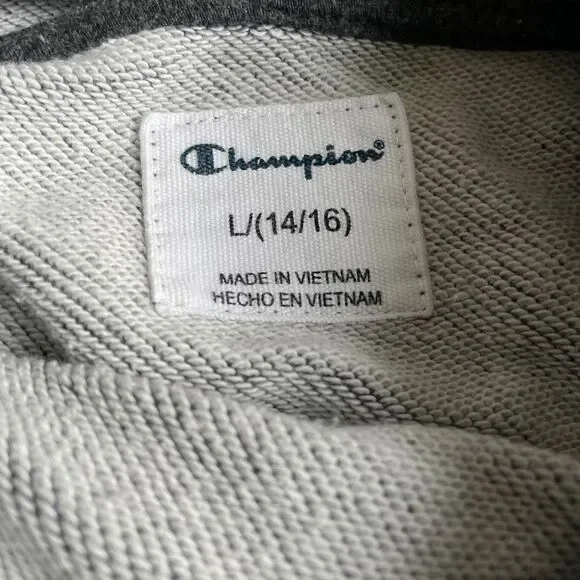 Champion®
L/(14/16)
MADE IN VIETNAM
HECHO EN VIETNAM